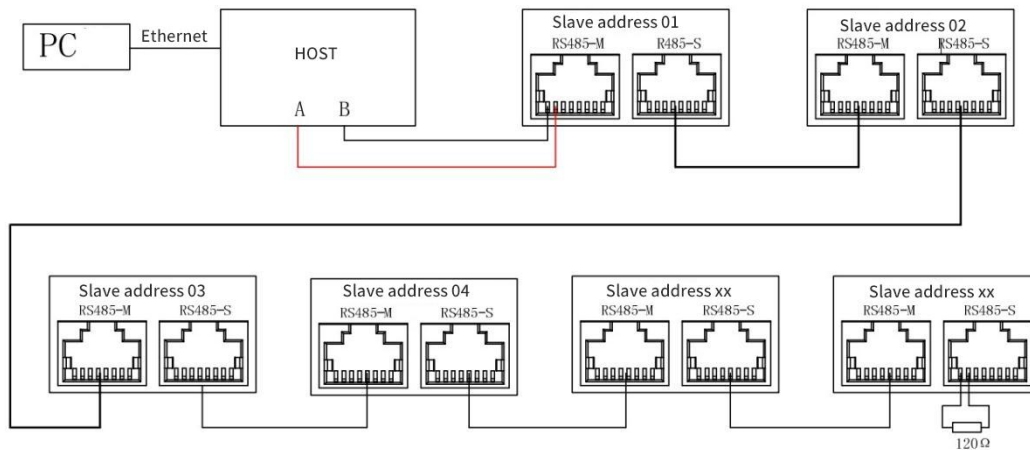 PC
Ethernet
HOST
A B
Slave address 01
RS485-M R485-S
Slave address 02
RS485-M RS485-S
Slave address 03
RS485-M RS485-S
Slave address 04
RS485-M RS485-S
Slave address xx
RS485-M RS485-S
Slave address xx
RS485-M RS485-S
120Ω